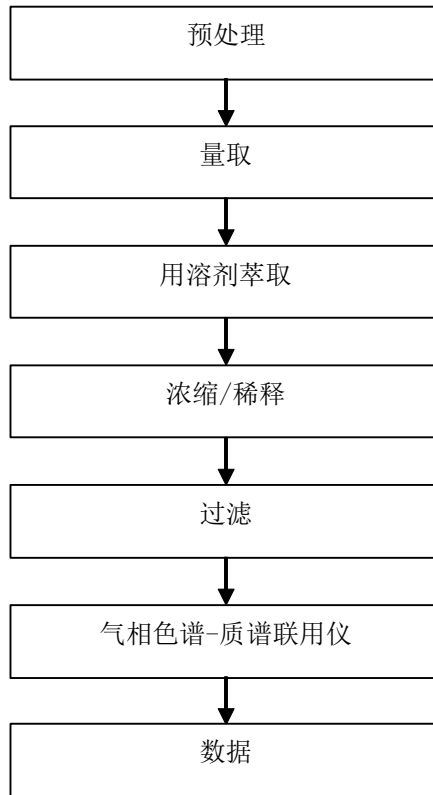 预处理
量取
用溶剂萃取
浓缩/稀释
过滤
气相色谱-质谱联用仪
数据